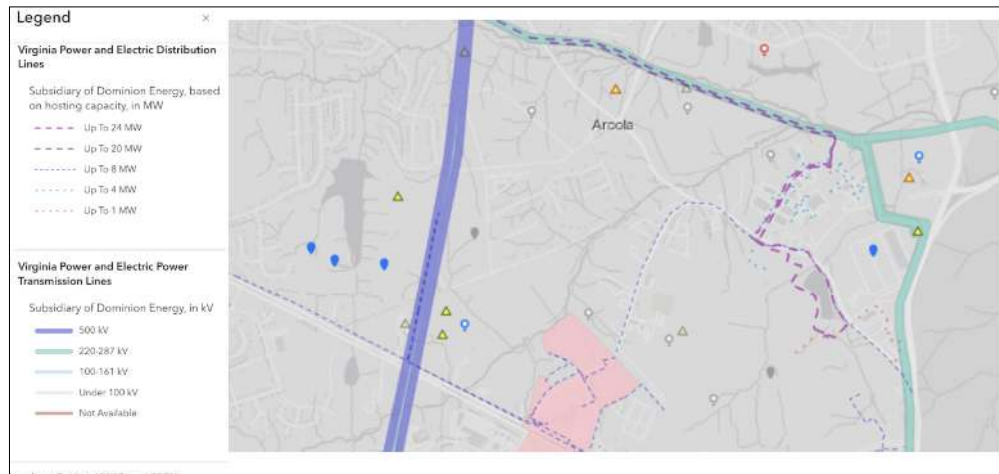 Legend ×
Virginia Power and Electric Distribution
Lines
Subsidiary of Dominion Energy, based
on hosting capacity, in MW
Up To 24 MW
Up To 20 MW
Up To 8 MW
Up To 4 MW
Up To 1 MW
Virginia Power and Electric Power
Transmission Lines
Subsidiary of Dominion Energy, in kV
500 kV
220-287 kV
100-161 kV
Under 100 kV
Not Available
Arcola